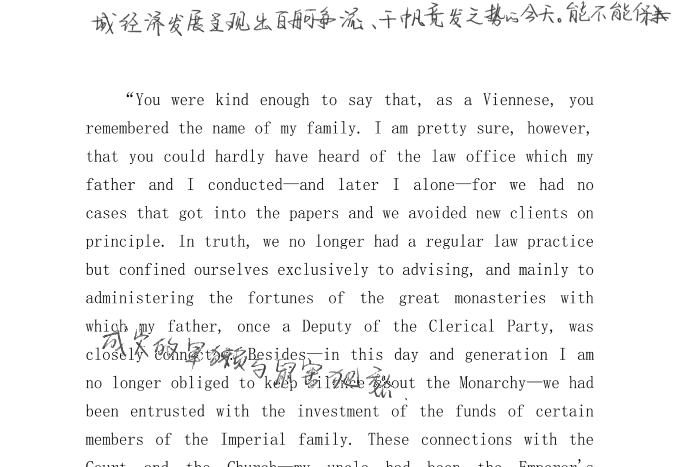 域经济发展呈现出百舸争流、千帆竞发之势的今天。能不能保
“You were kind enough to say that, as a Viennese, you
remembered the name of my family. I am pretty sure, however,
that you could hardly have heard of the law office which my
father and I conducted—and later I alone—for we had no
cases that got into the papers and we avoided new clients on
principle. In truth, we no longer had a regular law practice
but confined ourselves exclusively to advising, and mainly to
administering the fortunes of the great monasteries with
which my father, once a Deputy of the Clerical Party, was
closely connected. Besides—in this day and generation I am
成灾的
no longer obliged to keep silence about the Monarchy—we had
been entrusted with the investment of the funds of certain
members of the Imperial family. These connections with the
Court and the Church—my uncle had been the Emperor's